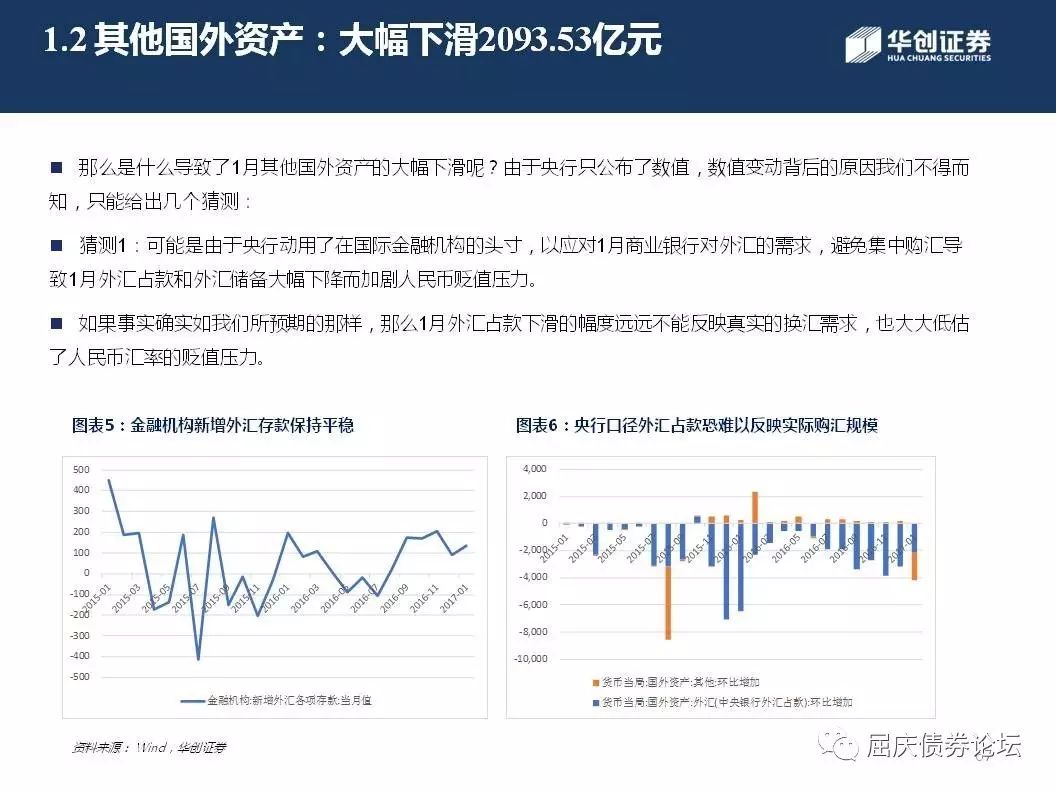 1.2 其他国外资产：大幅下滑2093.53亿元
华创证券
HUA CHUANG SECURITIES
■ 那么是什么导致了1月其他国外资产的大幅下滑呢？由于央行只公布了数值，数值变动背后的原因我们不得而
知，只能给出几个猜测：
■ 猜测1：可能是由于央行动用了在国际金融机构的头寸，以应对1月商业银行对外汇的需求，避免集中购汇导
致1月外汇占款和外汇储备大幅下降而加剧人民币贬值压力。
■ 如果事实确实如我们所预期的那样，那么1月外汇占款下滑的幅度远远不能反映真实的换汇需求，也大大低估
了人民币汇率的贬值压力。
图表5：金融机构新增外汇存款保持平稳
500
400
300
200
100
0
-100
-200
-300
-400
-500
2015-01
2015-03
2015-05
2015-07
2015-09
2015-11
2016-01
2016-03
2016-05
2016-07
2016-09
2016-11
2017-01
金融机构:新增外汇各项存款:当月值
图表6：央行口径外汇占款恐难以反映实际购汇规模
4,000
2,000
0
-2,000
-4,000
-6,000
-8,000
-10,000
2015-01
2015-03
2015-05
2015-07
2015-09
2015-11
2016-01
2016-03
2016-05
2016-07
2016-09
2016-11
2017-01
货币当局:国外资产:其他:环比增加
货币当局:国外资产:外汇(中央银行外汇占款):环比增加
资料来源：Wind，华创证券
屈庆债券论坛